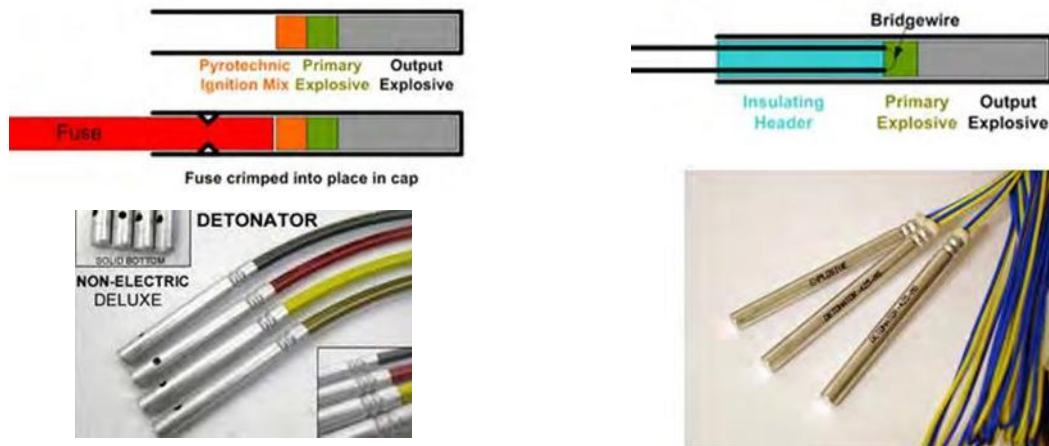 Pyrotechnic
Ignition Mix
Primary
Explosive
Output
Explosive
Fuse
Fuse crimped into place in cap
SOLID BOTTOM
DETONATOR
NON-ELECTRIC
DELUXE
Bridgewire
Insulating
Header
Primary
Explosive
Output
Explosive
EXPLOSIVE